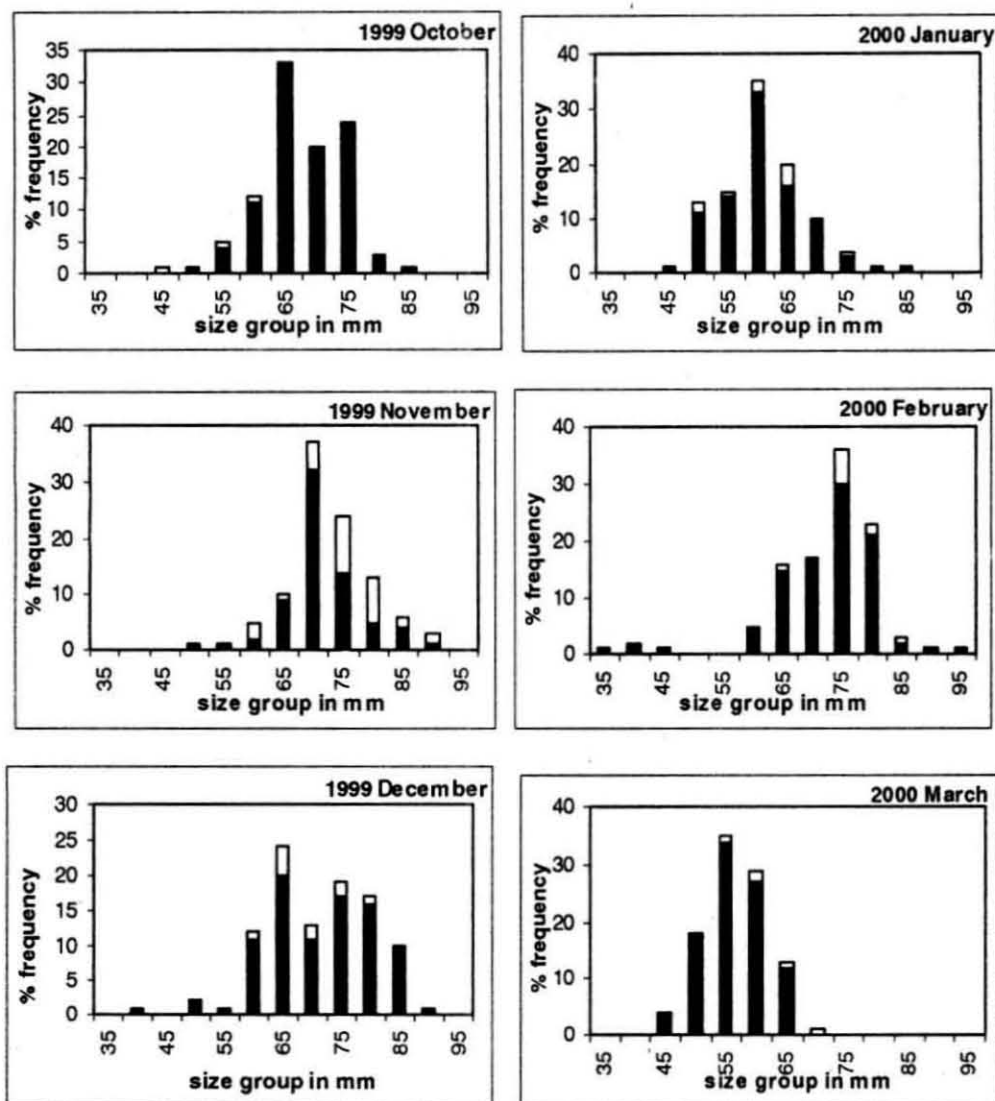 1999 October
35
30
25
20
15
10
5
0
% frequency
35 45 55 65 75 85 95
size group in mm
2000 January
40
30
20
10
0
% frequency
35 45 55 65 75 85 95
size group in mm
1999 November
40
30
20
10
0
% frequency
35 45 55 65 75 85 95
size group in mm
2000 February
40
30
20
10
0
% frequency
35 45 55 65 75 85 95
size group in mm
1999 December
30
25
20
15
10
5
0
% frequency
35 45 55 65 75 85 95
size group in mm
2000 March
40
30
20
10
0
% frequency
35 45 55 65 75 85 95
size group in mm